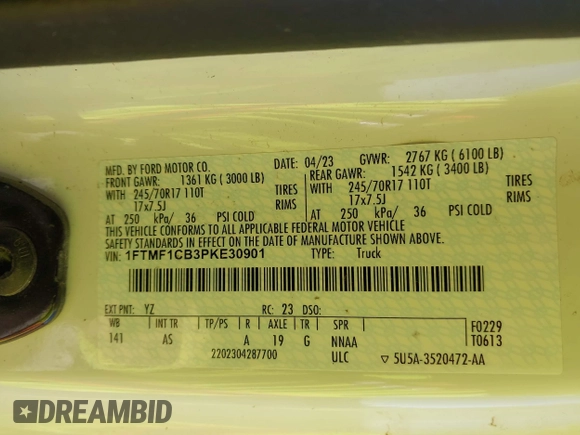 MFD. BY FORD MOTOR CO. DATE: 04/23 GVWR: 2767 KG ( 6100 LB)
FRONT GAWR: 1361 KG ( 3000 LB) REAR GAWR: 1542 KG ( 3400 LB)
WITH 245/70R17 110T TIRES WITH 245/70R17 110T TIRES
17x7.5J RIMS 17x7.5J RIMS
AT 250 kPa/ 36 PSI COLD AT 250 kPa/ 36 PSI COLD
THIS VEHICLE CONFORMS TO ALL APPLICABLE FEDERAL MOTOR VEHICLE
SAFETY STANDARDS IN EFFECT ON THE DATE OF MANUFACTURE SHOWN ABOVE.
VIN: 1FTMF1CB3PKE30901 TYPE: Truck
EXT PNT: YZ RC: 23 DSO:
WB INT TR TP/PS R AXLE TR SPR F0229
141 AS A 19 G NNAA T0613
2202304287700 ULC ▽ 5U5A-3520472-AA
DREAMBID